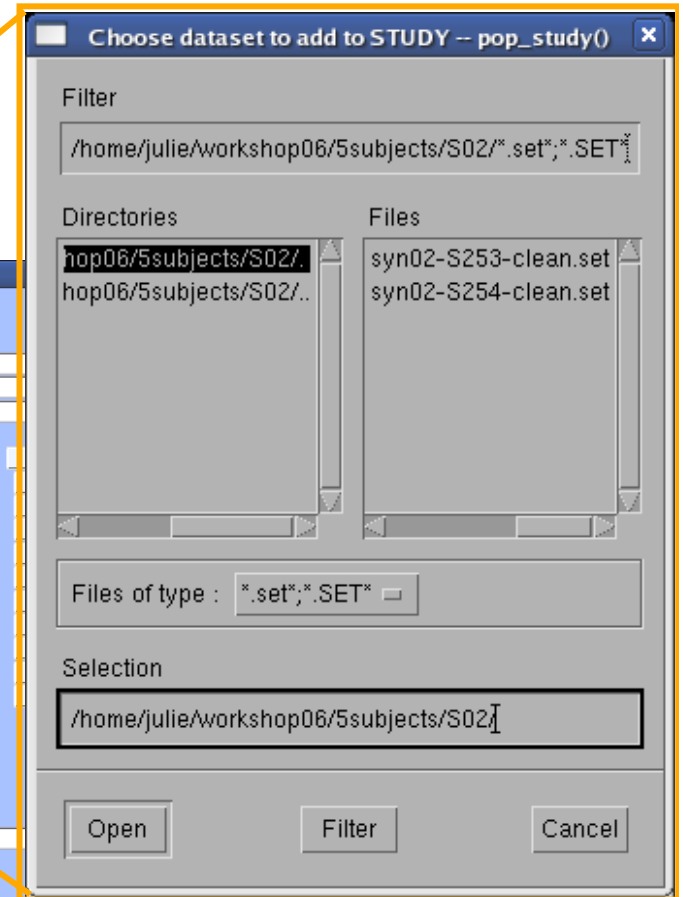 Choose dataset to add to STUDY -- pop_study()
Filter
/home/julie/workshop06/5subjects/S02/*.set*;*.SET*
Directories
Files
hop06/5subjects/S02/.
hop06/5subjects/S02/..
syn02-S253-clean.set
syn02-S254-clean.set
Files of type : *.set*;*.SET*
Selection
/home/julie/workshop06/5subjects/S02/
Open Filter Cancel